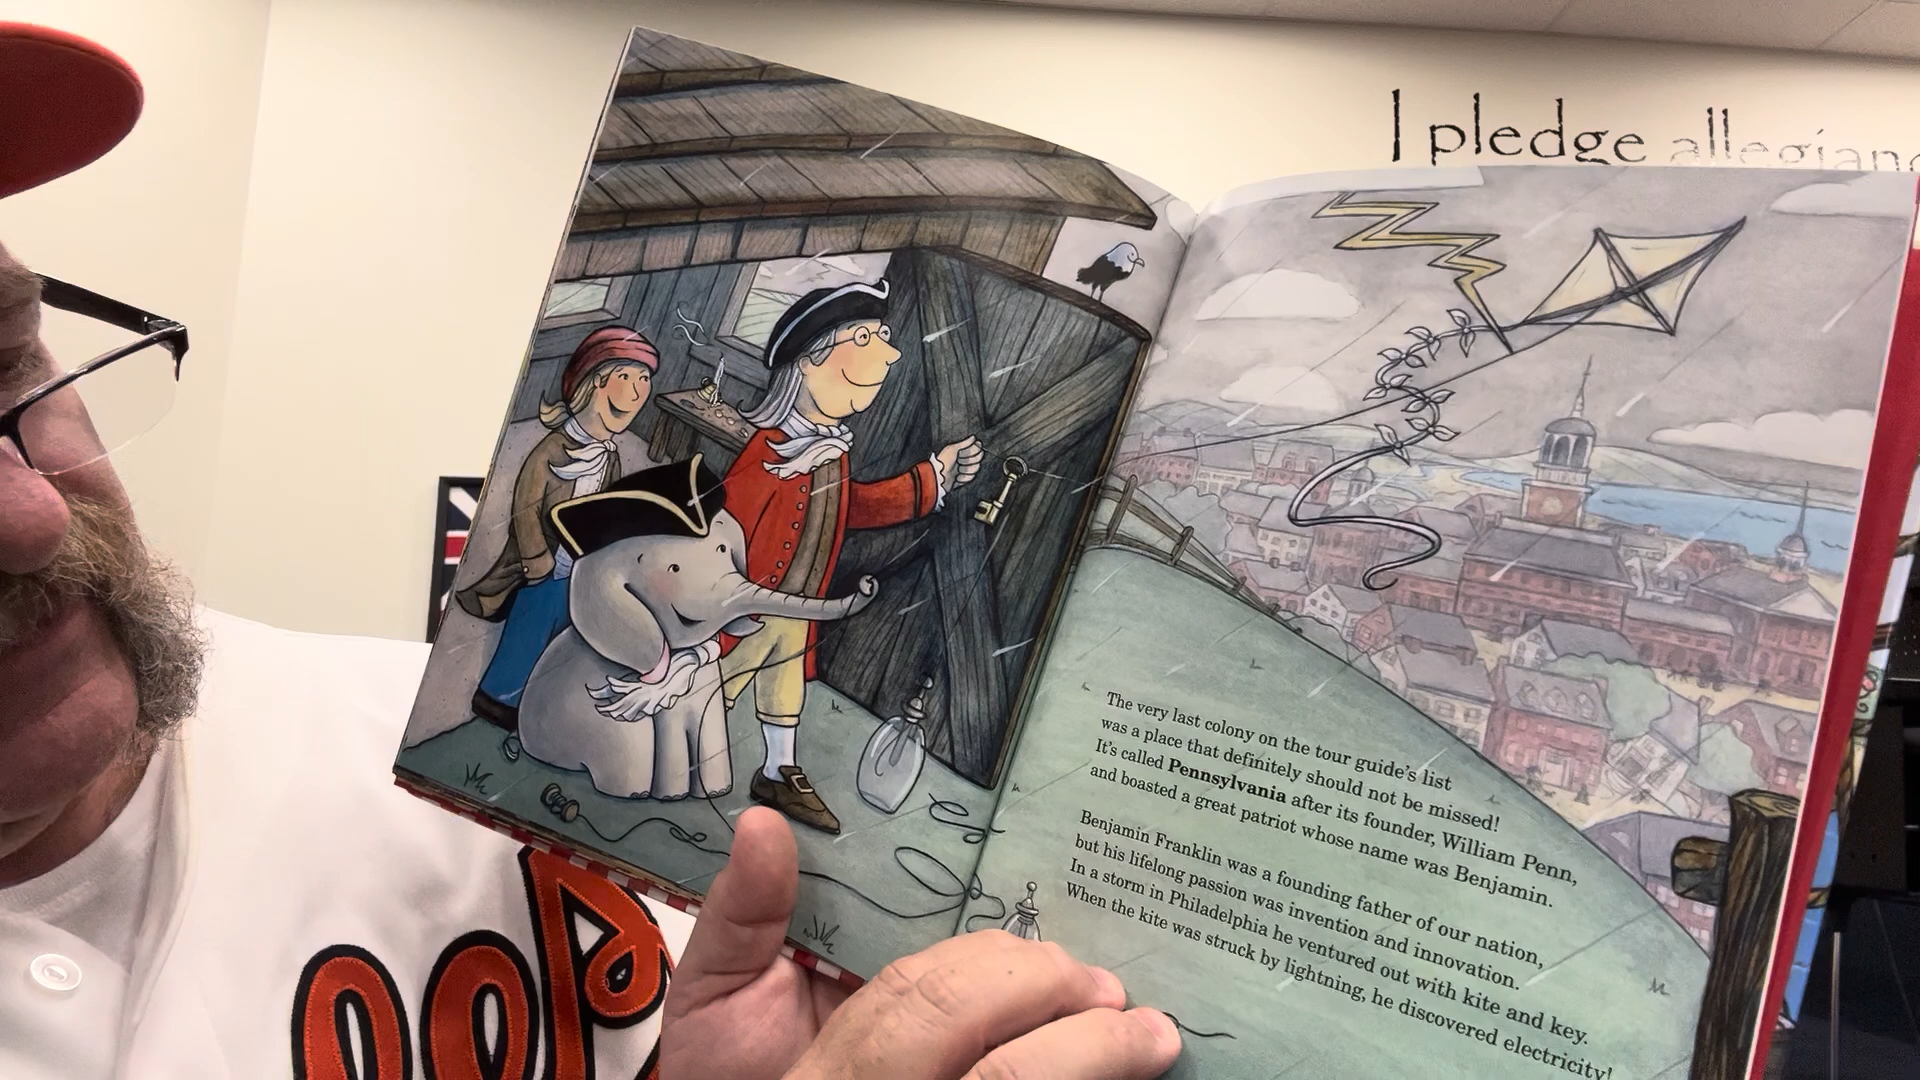 I pledge allegianc
The very last colony on the tour guide's list
was a place that definitely should not be missed!
It's called Pennsylvania after its founder, William Penn,
and boasted a great patriot whose name was Benjamin.
Benjamin Franklin was a founding father of our nation,
but his lifelong passion was invention and innovation.
In a storm in Philadelphia he ventured out with kite and key.
When the kite was struck by lightning, he discovered electricity!